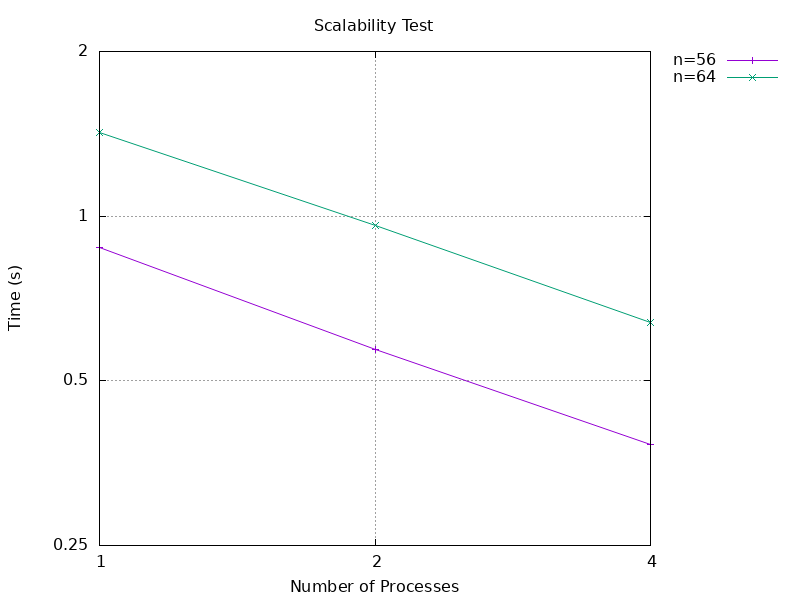 Scalability Test
n=56
n=64
2
1
0.5
0.25
Time (s)
1 2 4
Number of Processes